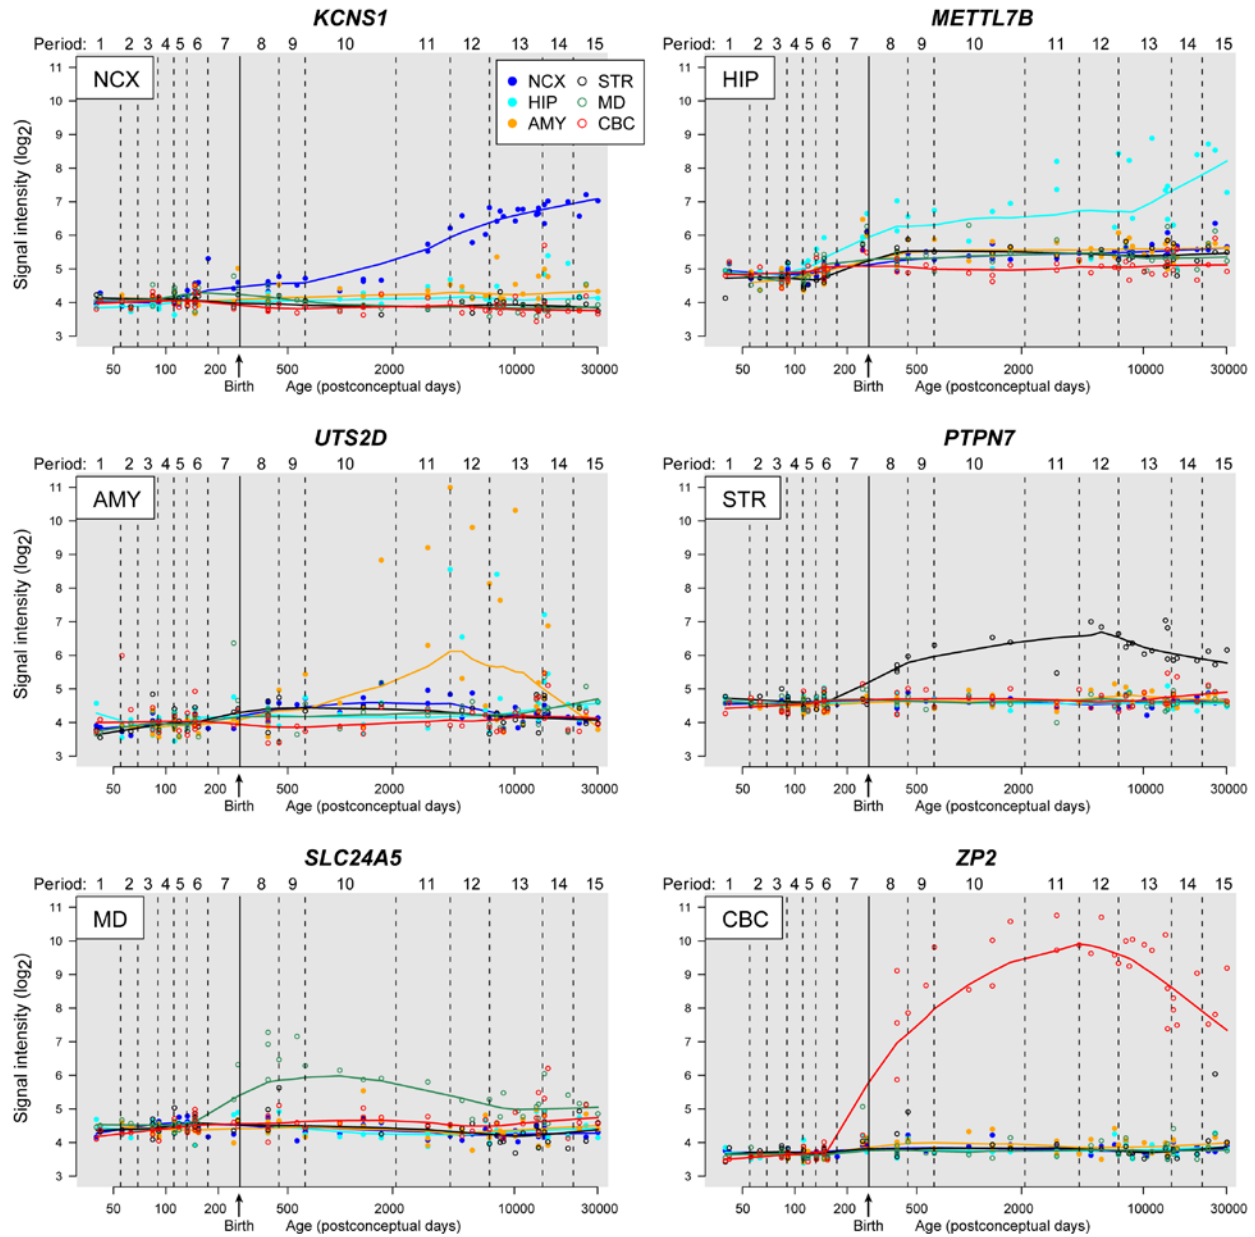 KCNS1
METTL7B
Period: 1 2 3 4 5 6 7 8 9 10 11 12 13 14 15
Period: 1 2 3 4 5 6 7 8 9 10 11 12 13 14 15
NCX
HIP
NCX STR
HIP MD
AMY CBC
Signal intensity (log2)
11
10
9
8
7
6
5
4
3
11
10
9
8
7
6
5
4
3
50 100 200 500 2000 10000 30000
50 100 200 500 2000 10000 30000
Birth Age (postconceptual days)
Birth Age (postconceptual days)
UTS2D
PTPN7
Period: 1 2 3 4 5 6 7 8 9 10 11 12 13 14 15
Period: 1 2 3 4 5 6 7 8 9 10 11 12 13 14 15
AMY
STR
Signal intensity (log2)
11
10
9
8
7
6
5
4
3
11
10
9
8
7
6
5
4
3
50 100 200 500 2000 10000 30000
50 100 200 500 2000 10000 30000
Birth Age (postconceptual days)
Birth Age (postconceptual days)
SLC24A5
ZP2
Period: 1 2 3 4 5 6 7 8 9 10 11 12 13 14 15
Period: 1 2 3 4 5 6 7 8 9 10 11 12 13 14 15
MD
CBC
Signal intensity (log2)
11
10
9
8
7
6
5
4
3
11
10
9
8
7
6
5
4
3
50 100 200 500 2000 10000 30000
50 100 200 500 2000 10000 30000
Birth Age (postconceptual days)
Birth Age (postconceptual days)